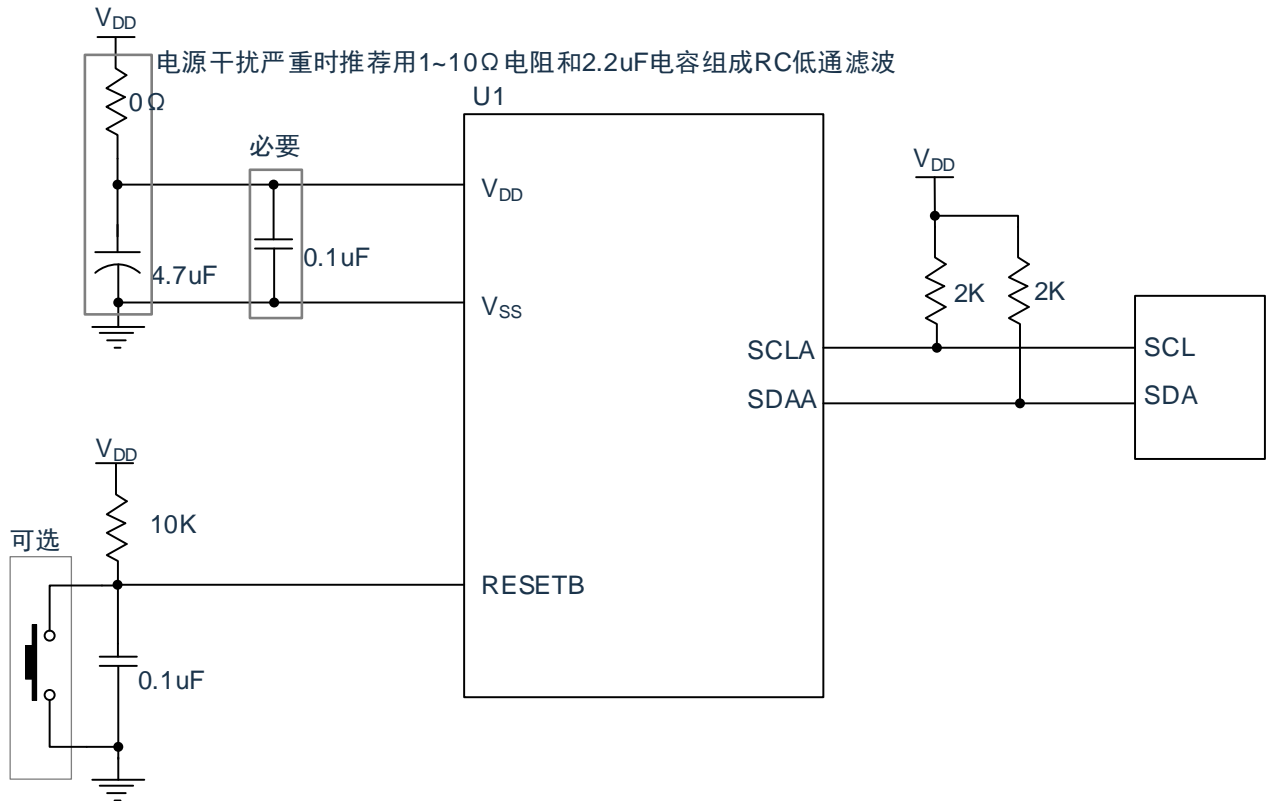 VDD
电源干扰严重时推荐用1~10Ω电阻和2.2uF电容组成RC低通滤波
0Ω
U1
必要
VDD
VDD
0.1uF
4.7uF
VSS
2K
2K
SCLA
SCL
SDAA
SDA
VDD
10K
可选
RESETB
0.1uF